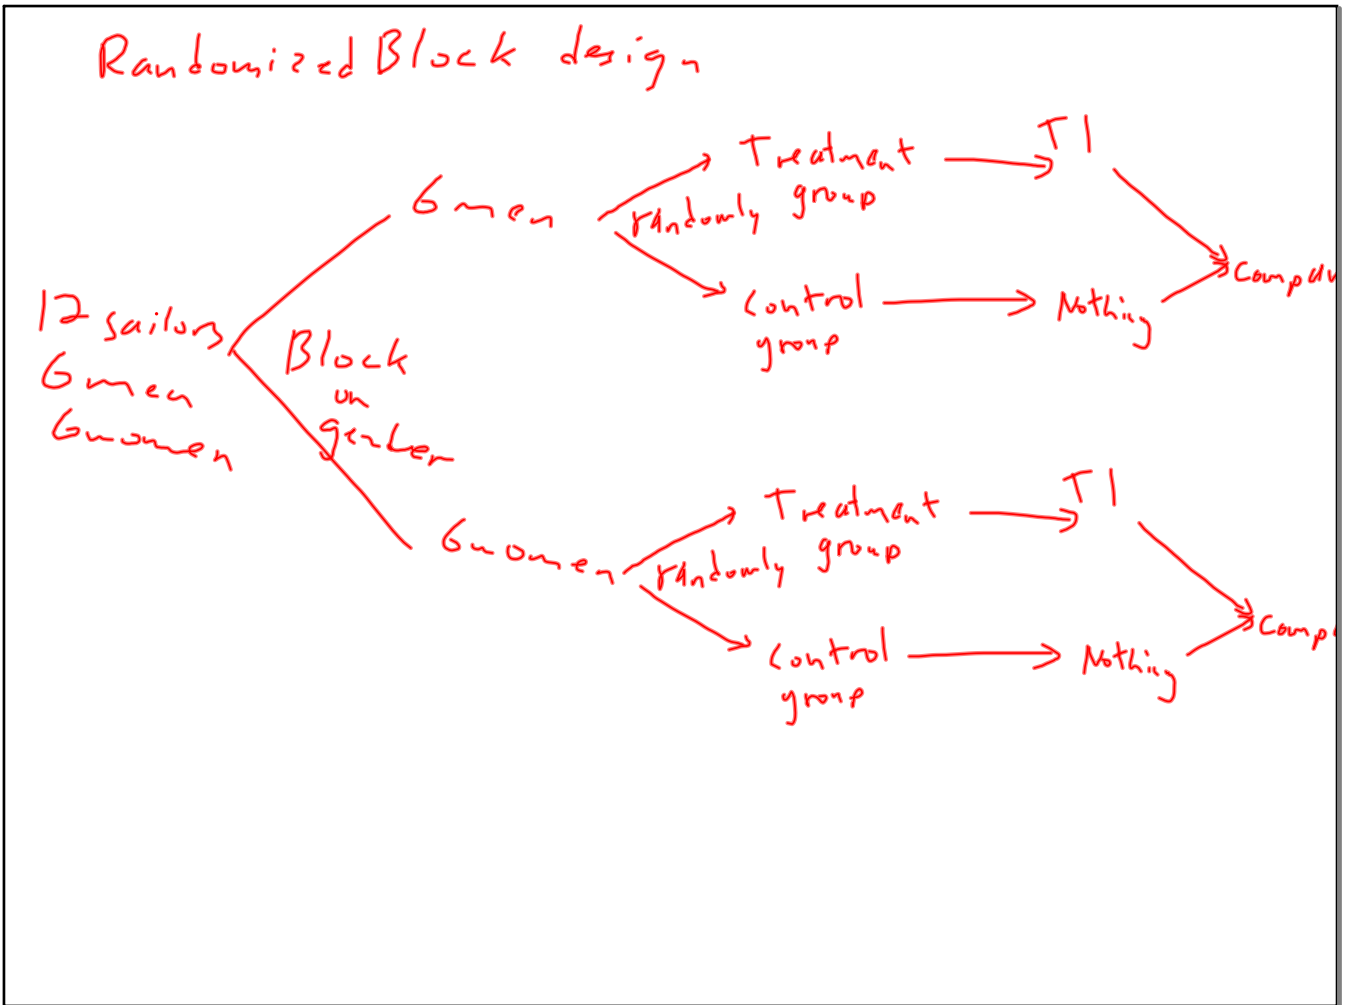 Randomized Block design
12 sailors
6 men
6 women
Block
on
gender
6 men
randomly
Treatment
group
T1
Control
group
Nothing
6 women
randomly
Treatment
group
T1
Control
group
Nothing